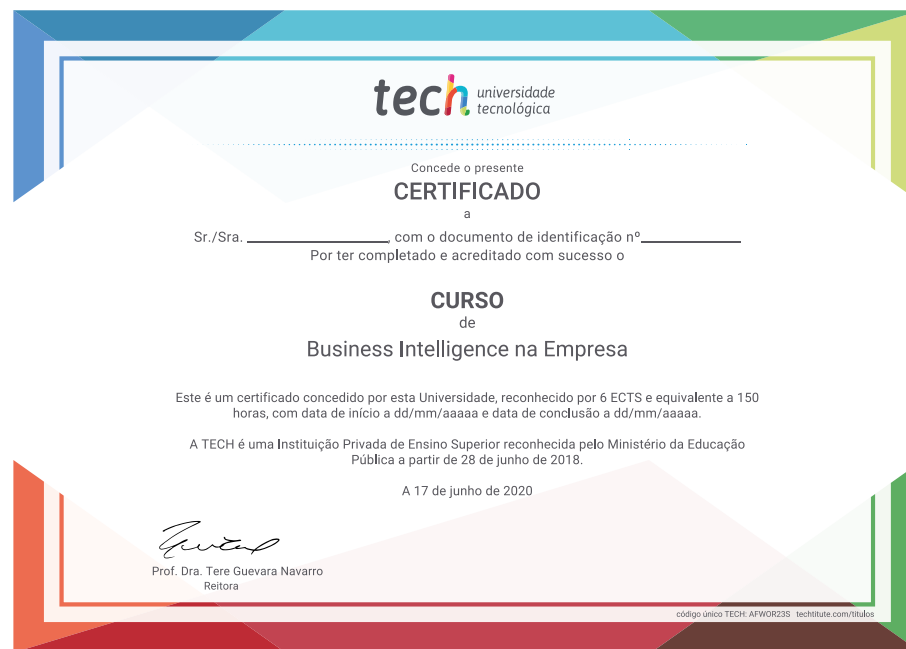 tech universidade
tecnológica
Concede o presente
CERTIFICADO
a
Sr./Sra. , com o documento de identificação nº
Por ter completado e acreditado com sucesso o
CURSO
de
Business Intelligence na Empresa
Este é um certificado concedido por esta Universidade, reconhecido por 6 ECTS e equivalente a 150
horas, com data de início a dd/mm/aaaaa e data de conclusão a dd/mm/aaaaa.
A TECH é uma Instituição Privada de Ensino Superior reconhecida pelo Ministério da Educação
Pública a partir de 28 de junho de 2018.
A 17 de junho de 2020
Prof. Dra. Tere Guevara Navarro
Reitora
código único TECH: AFWOR23S techtitute.com/titulos